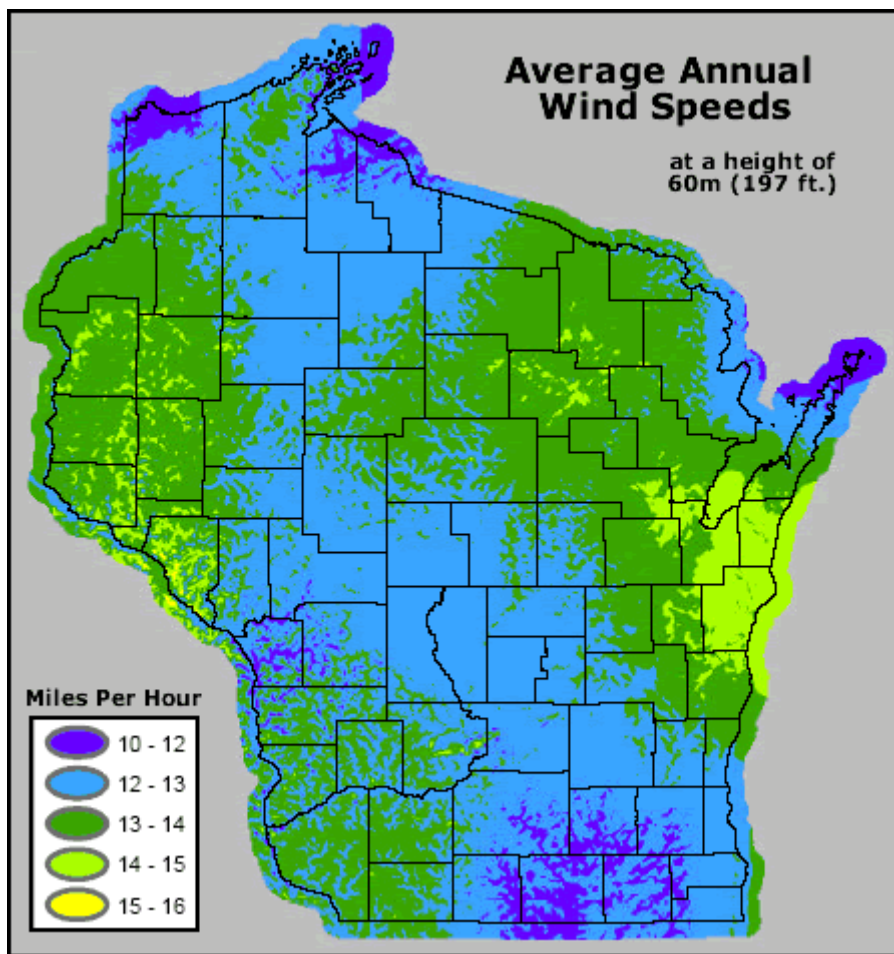 Average Annual
Wind Speeds
at a height of
60m (197 ft.)
Miles Per Hour
10 - 12
12 - 13
13 - 14
14 - 15
15 - 16